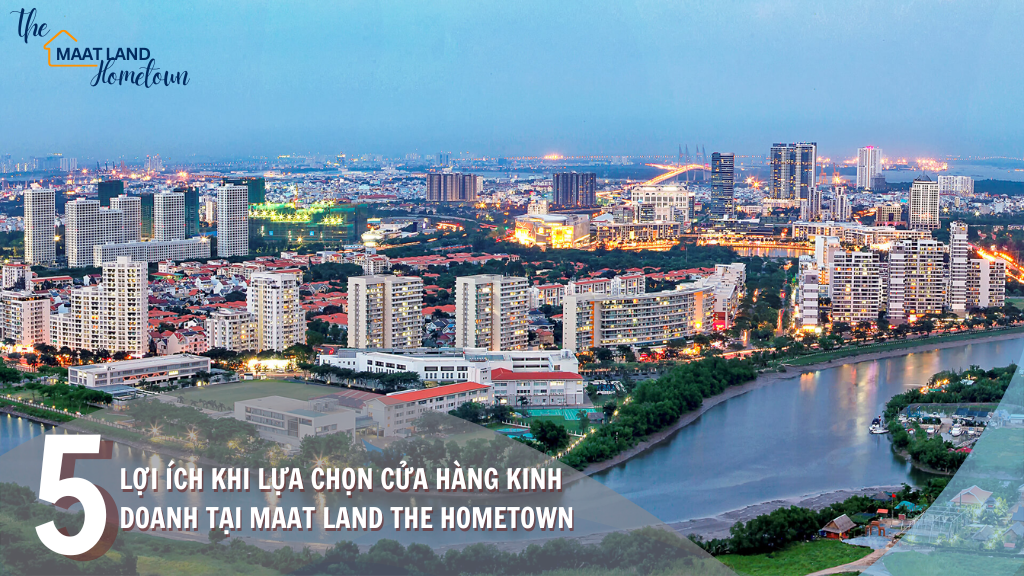 The
MAAT LAND
Hometown
5
LỢI ÍCH KHI LỰA CHỌN CỬA HÀNG KINH
DOANH TẠI MAAT LAND THE HOMETOWN